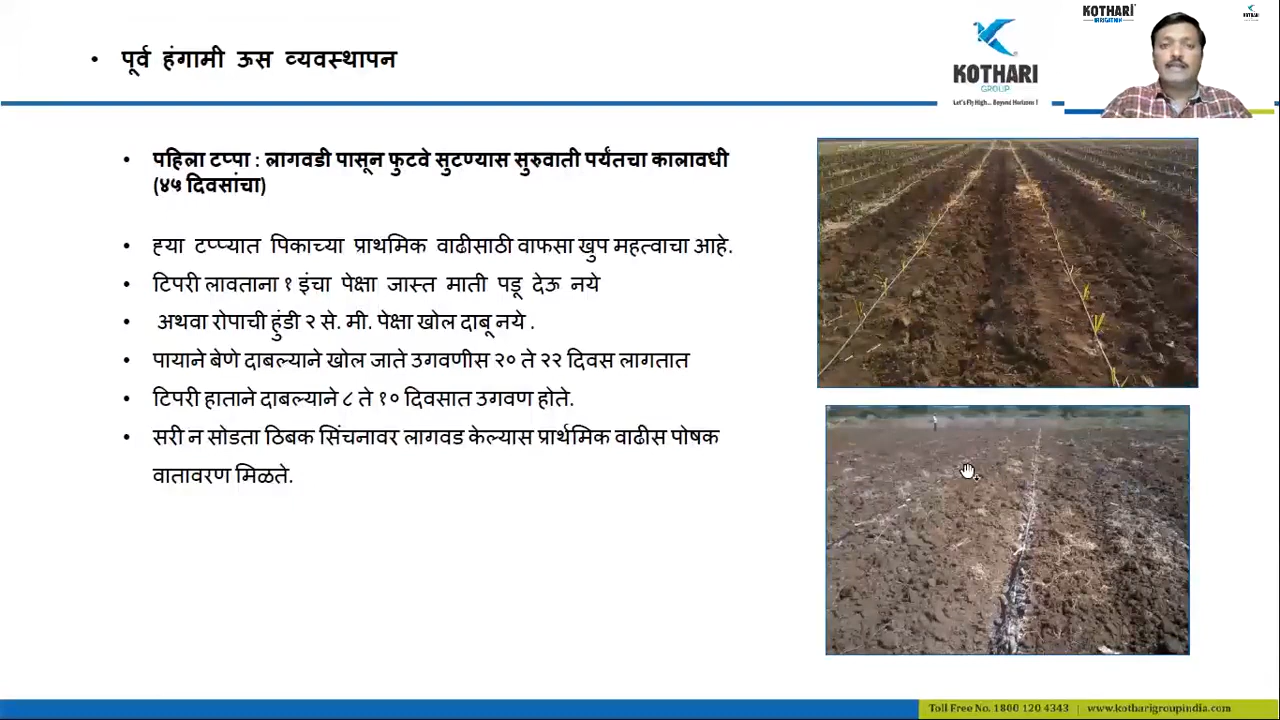 KOTHARI
IRRIGATION
KOTHARI
• पूर्व हंगामी ऊस व्यवस्थापन
KOTHARI
GROUP
Let's Fly High... Beyond Horizons !
• पहिला टप्पा : लागवडी पासून फुटवे सुटण्यास सुरुवाती पर्यंतचा कालावधी
(४५ दिवसांचा)
• ह्या टप्प्यात पिकाच्या प्राथमिक वाढीसाठी वाफसा खुप महत्वाचा आहे.
• टिपरी लावताना १ इंचा पेक्षा जास्त माती पडू देऊ नये
• अथवा रोपाची हुंडी २ से. मी. पेक्षा खोल दाबू नये .
• पायाने बेणे दाबल्याने खोल जाते उगवणीस २० ते २२ दिवस लागतात
• टिपरी हाताने दाबल्याने ८ ते १० दिवसात उगवण होते.
• सरी न सोडता ठिबक सिंचनावर लागवड केल्यास प्रार्थमिक वाढीस पोषक
वातावरण मिळते.
Toll Free No. 1800 120 4343 | www.kotharigroupindia.com